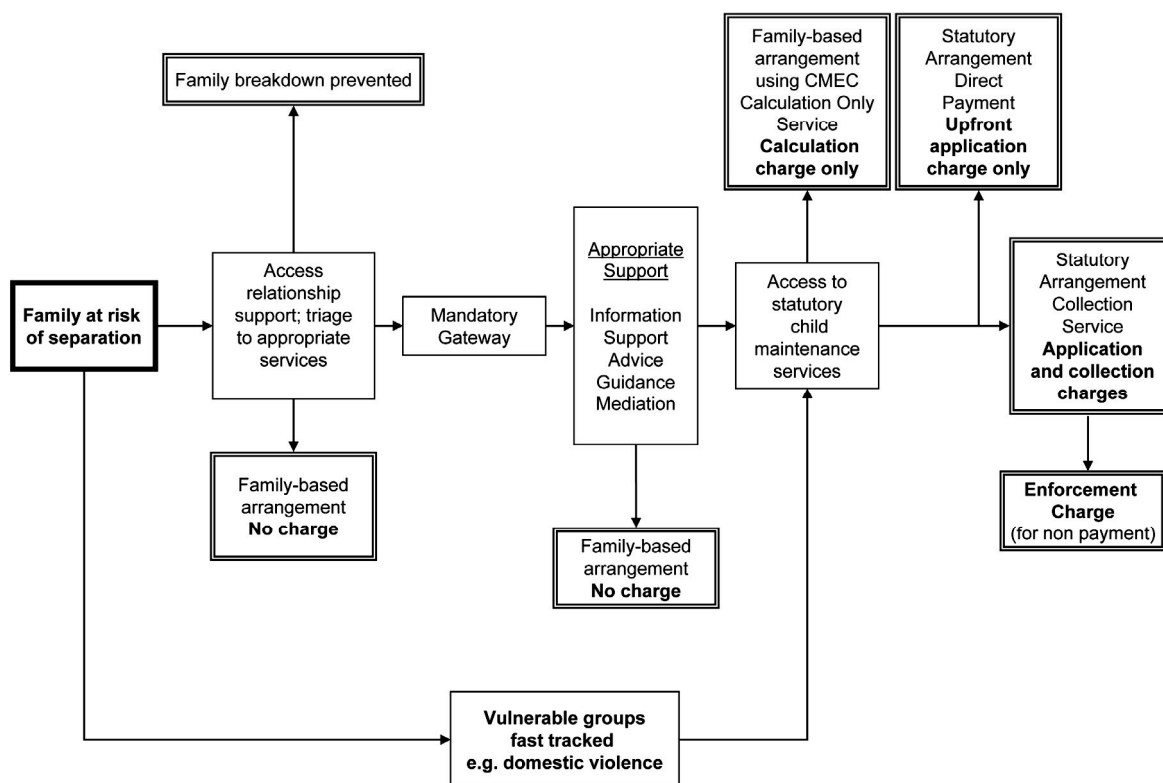 Family breakdown prevented
Family-based
arrangement
using CMEC
Calculation Only
Service
Calculation
charge only
Statutory
Arrangement
Direct
Payment
Upfront
application
charge only
Family at risk
of separation
Access
relationship
support; triage
to appropriate
services
Mandatory
Gateway
Appropriate
Support
Information
Support
Advice
Guidance
Mediation
Access to
statutory
child
maintenance
services
Statutory
Arrangement
Collection
Service
Application
and collection
charges
Family-based
arrangement
No charge
Family-based
arrangement
No charge
Enforcement
Charge
(for non payment)
Vulnerable groups
fast tracked
e.g. domestic violence